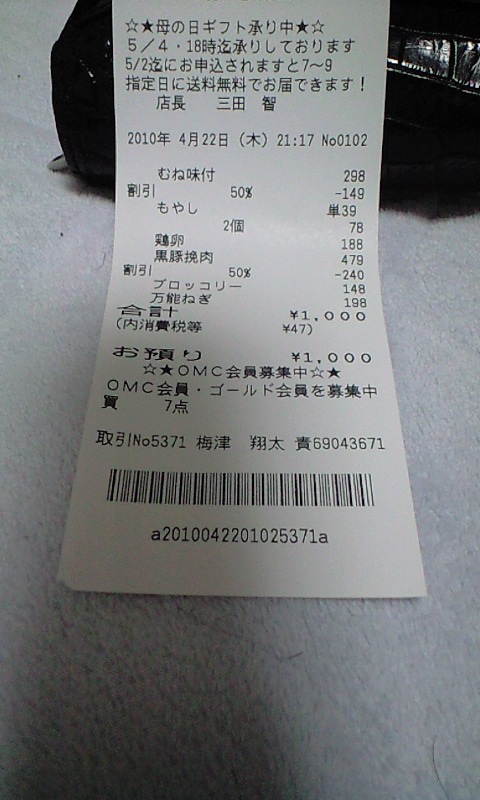 ☆★母の日ギフト承り中★☆
5/4・18時迄承りしております
5/2迄にお申込されますと7～9
指定日に送料無料でお届できます！
店長 三田 智
2010年 4月22日 (木) 21:17 No0102
むね味付 298
割引 50% -149
もやし 単39
2個 78
鶏卵 188
黒豚挽肉 479
割引 50% -240
ブロッコリー 148
万能ねぎ 198
合計 ¥1,000
(内消費税等 ¥47)
お預り ¥1,000
☆★OMC会員募集中☆★
OMC会員・ゴールド会員を募集中
買 7点
取引No5371 梅津 翔太 責69043671
a2010042201025371a